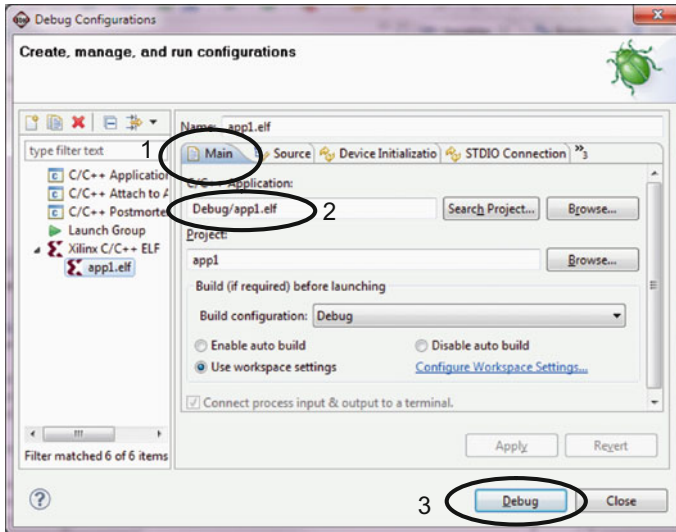 Debug Configurations
Create, manage, and run configurations
Name: app1.elf
type filter text
1
Main
Source
Device Initializatio
STDIO Connection
»3
C/C++ Application
C/C++ Attach to A
C/C++ Postmorte
Launch Group
Xilinx C/C++ ELF
app1.elf
C/C++ Application:
Debug/app1.elf
2
Search Project...
Browse...
Project:
app1
Browse...
Build (if required) before launching
Build configuration:
Debug
Enable auto build
Disable auto build
Use workspace settings
Configure Workspace Settings...
Connect process input & output to a terminal.
Filter matched 6 of 6 items
Apply
Revert
?
3
Debug
Close